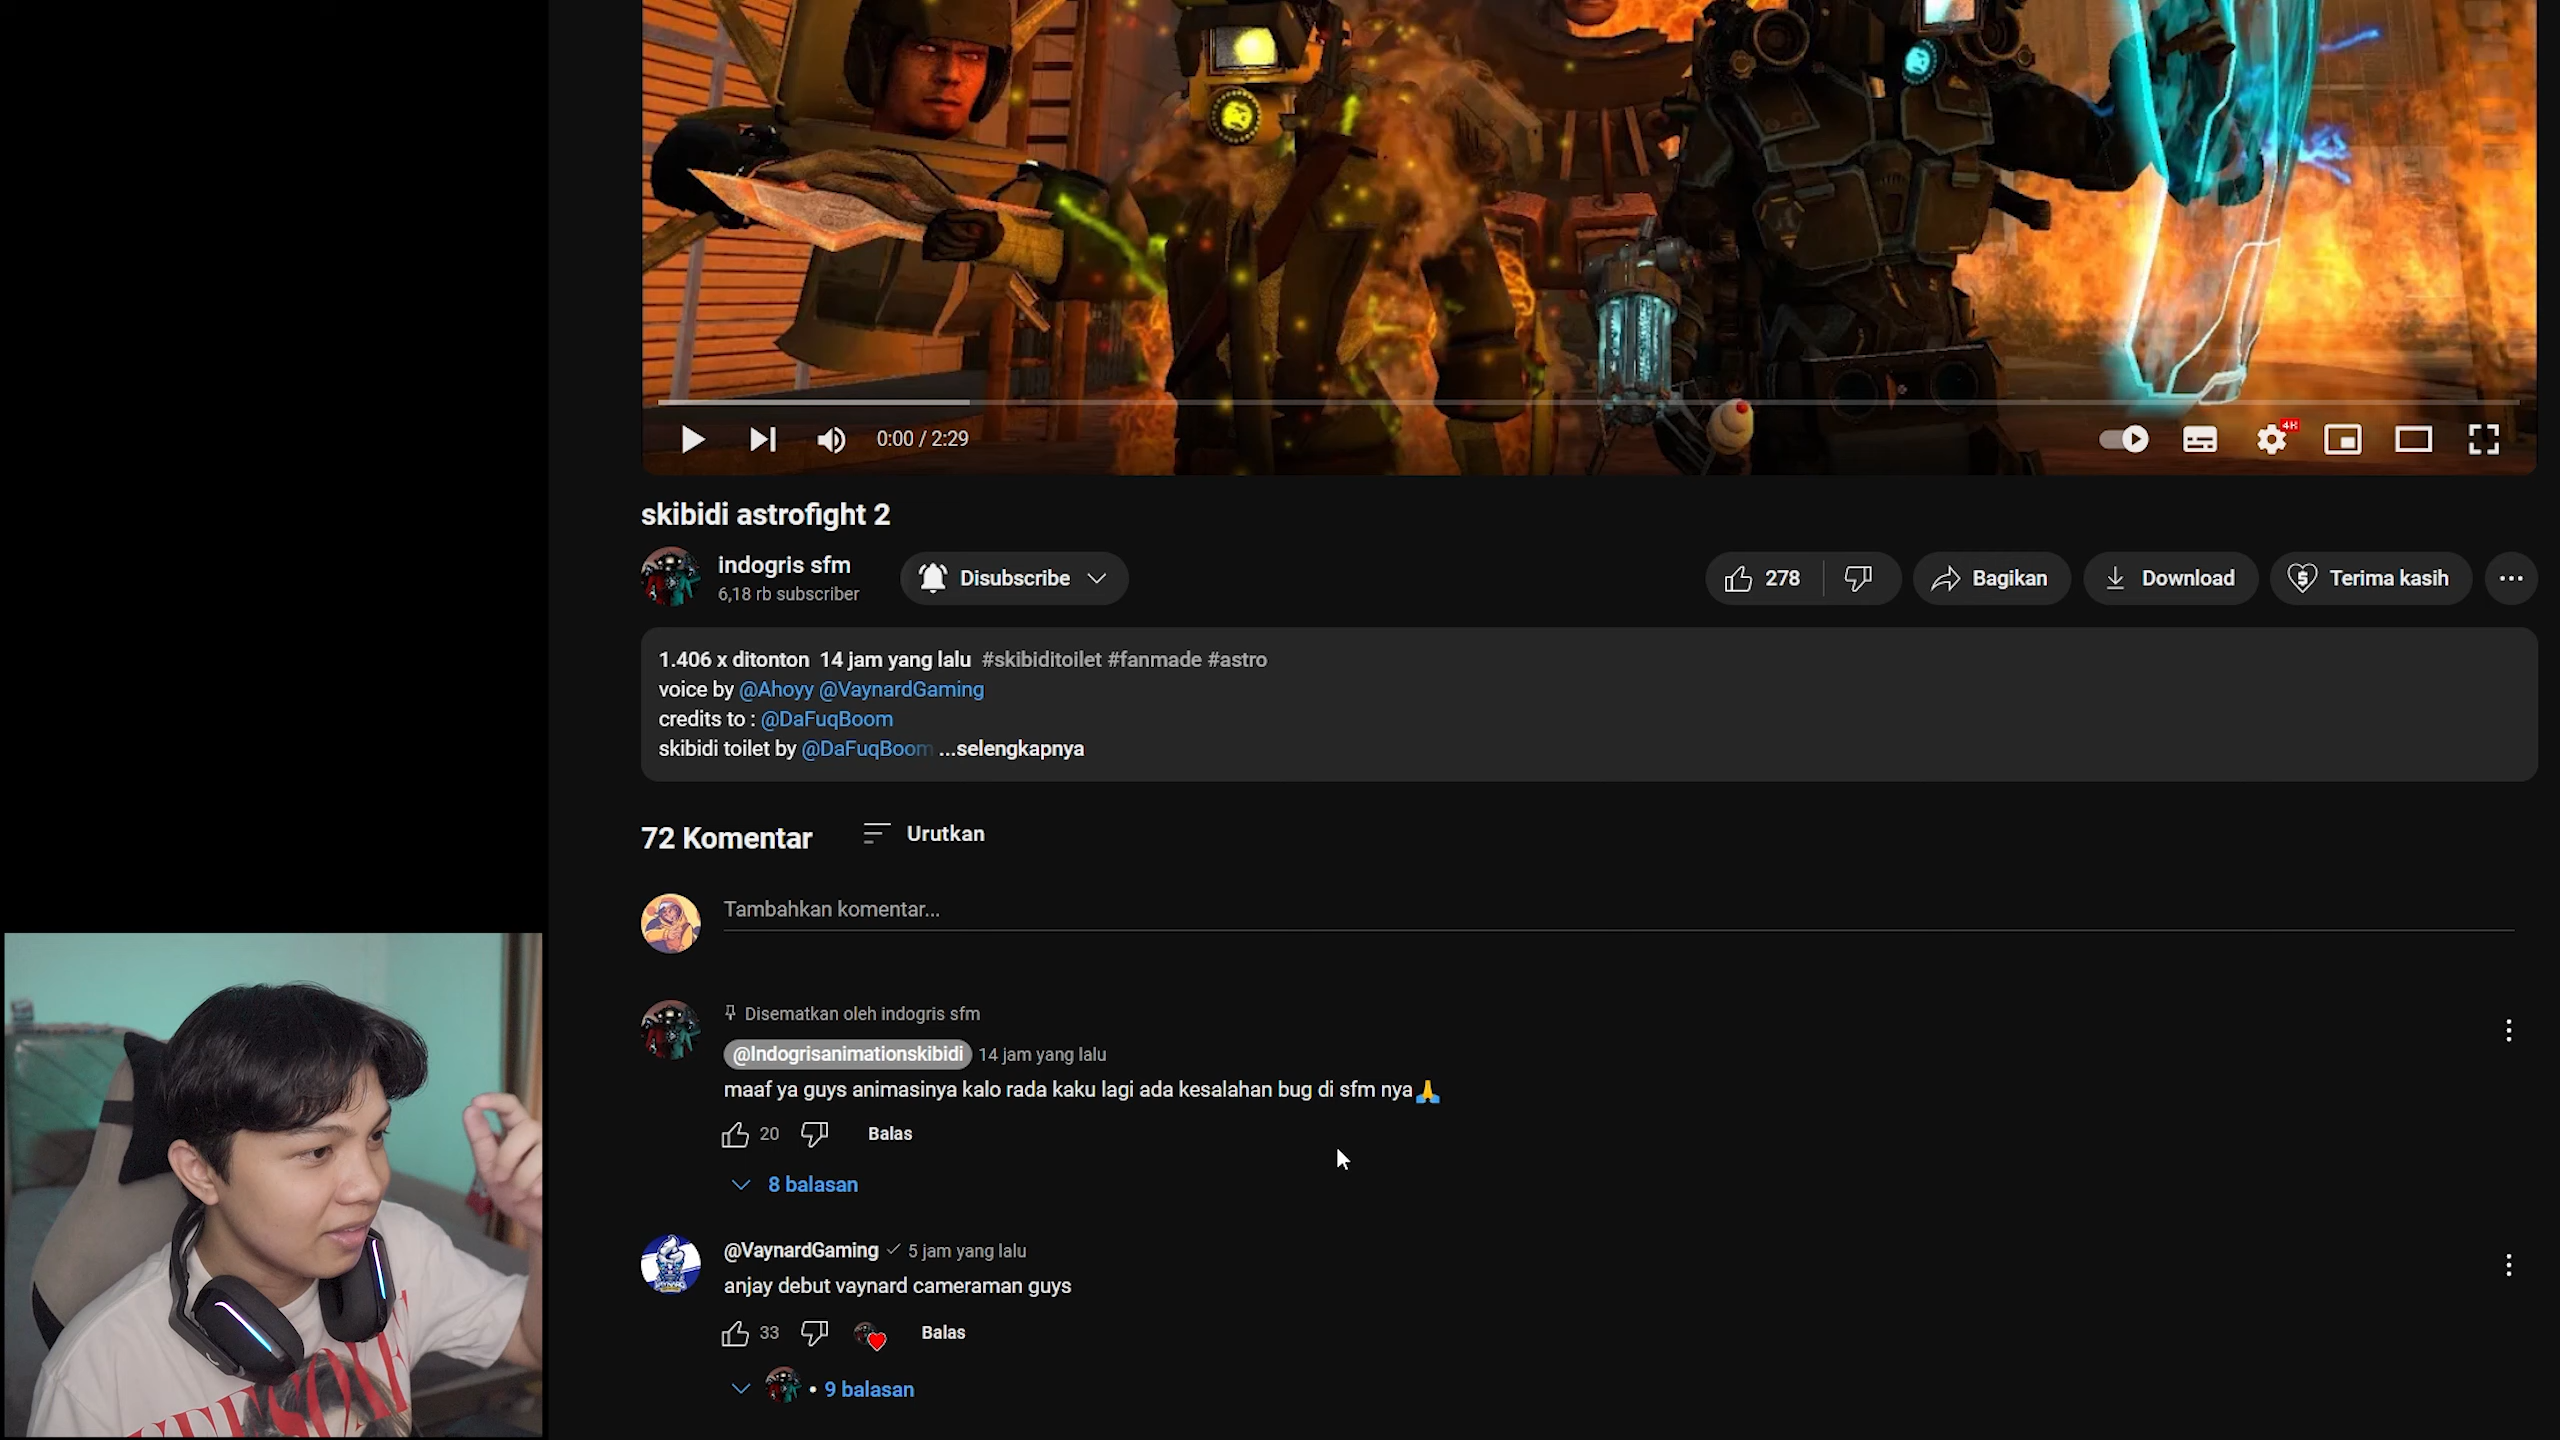 0:00 / 2:29
4K
skibidi astrofight 2
indogris sfm
6,18 rb subscriber
Disubscribe
278
Bagikan
Download
Terima kasih
1.406 x ditonton 14 jam yang lalu #skibiditoilet #fanmade #astro
voice by @Ahoyy @VaynardGaming
credits to : @DaFuqBoom
skibidi toilet by @DaFuqBoom ...selengkapnya
72 Komentar
Urutkan
Tambahkan komentar...
Disematkan oleh indogris sfm
@Indogrisanimationskibidi 14 jam yang lalu
maaf ya guys animasinya kalo rada kaku lagi ada kesalahan bug di sfm nya🙏
20
Balas
8 balasan
@VaynardGaming 5 jam yang lalu
anjay debut vaynard cameraman guys
33
Balas
• 9 balasan